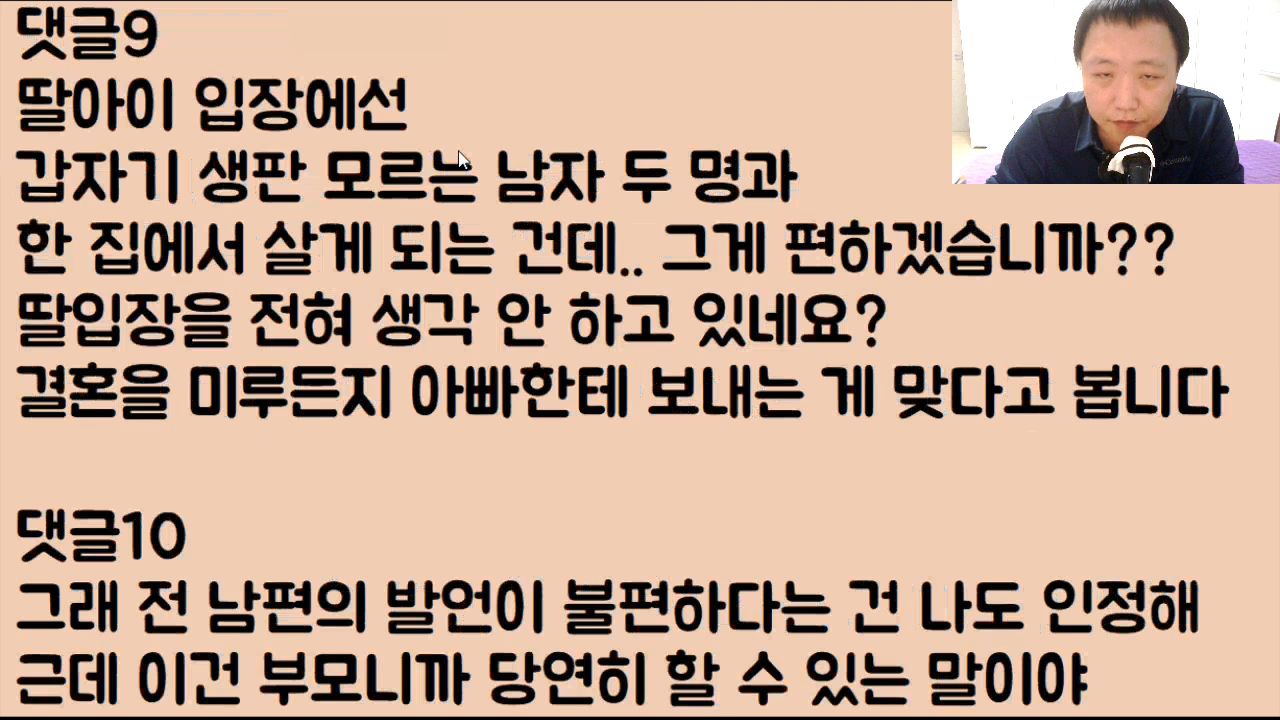 댓글9
딸아이 입장에선
갑자기 생판 모르는 남자 두 명과
한 집에서 살게 되는 건데.. 그게 편하겠습니까??
딸입장을 전혀 생각 안 하고 있네요?
결혼을 미루든지 아빠한테 보내는 게 맞다고 봅니다
댓글10
그래 전 남편의 발언이 불편하다는 건 나도 인정해
근데 이건 부모니까 당연히 할 수 있는 말이야